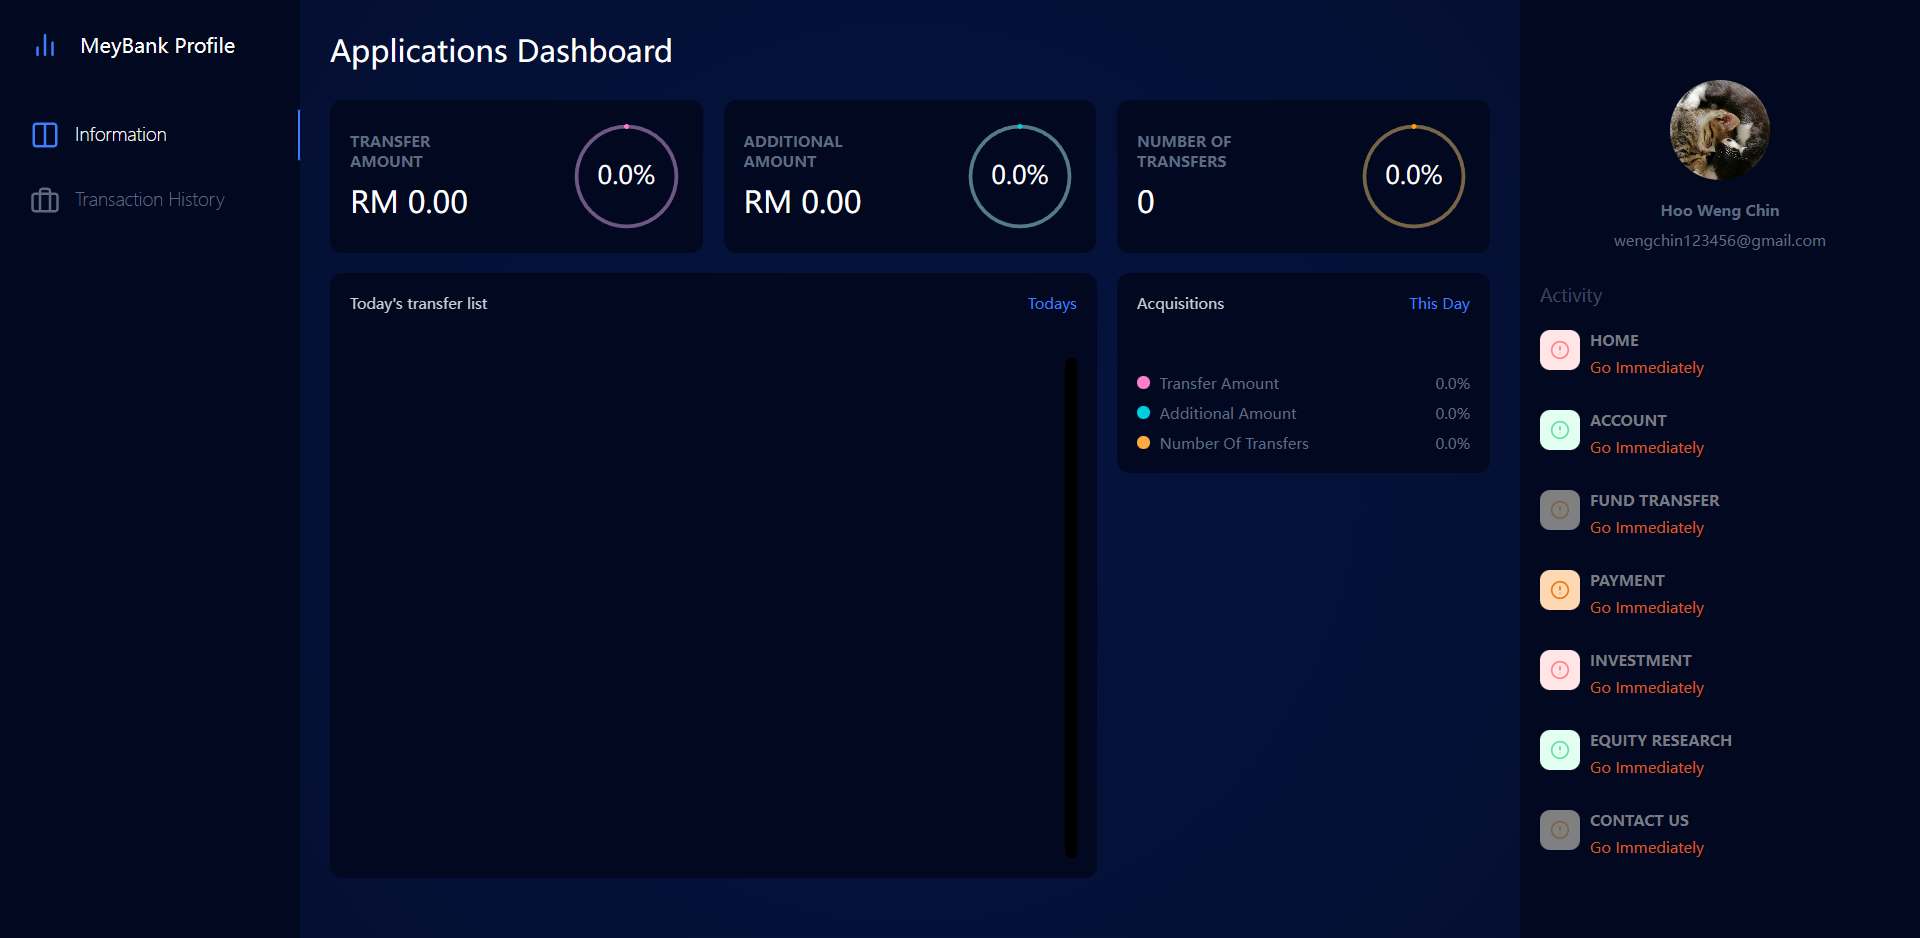 MeyBank Profile
Information
Transaction History
Applications Dashboard
TRANSFER
AMOUNT
RM 0.00
0.0%
ADDITIONAL
AMOUNT
RM 0.00
0.0%
NUMBER OF
TRANSFERS
0
0.0%
Today's transfer list
Todays
Acquisitions
This Day
Transfer Amount 0.0%
Additional Amount 0.0%
Number Of Transfers 0.0%
Hoo Weng Chin
wengchin123456@gmail.com
Activity
HOME
Go Immediately
ACCOUNT
Go Immediately
FUND TRANSFER
Go Immediately
PAYMENT
Go Immediately
INVESTMENT
Go Immediately
EQUITY RESEARCH
Go Immediately
CONTACT US
Go Immediately